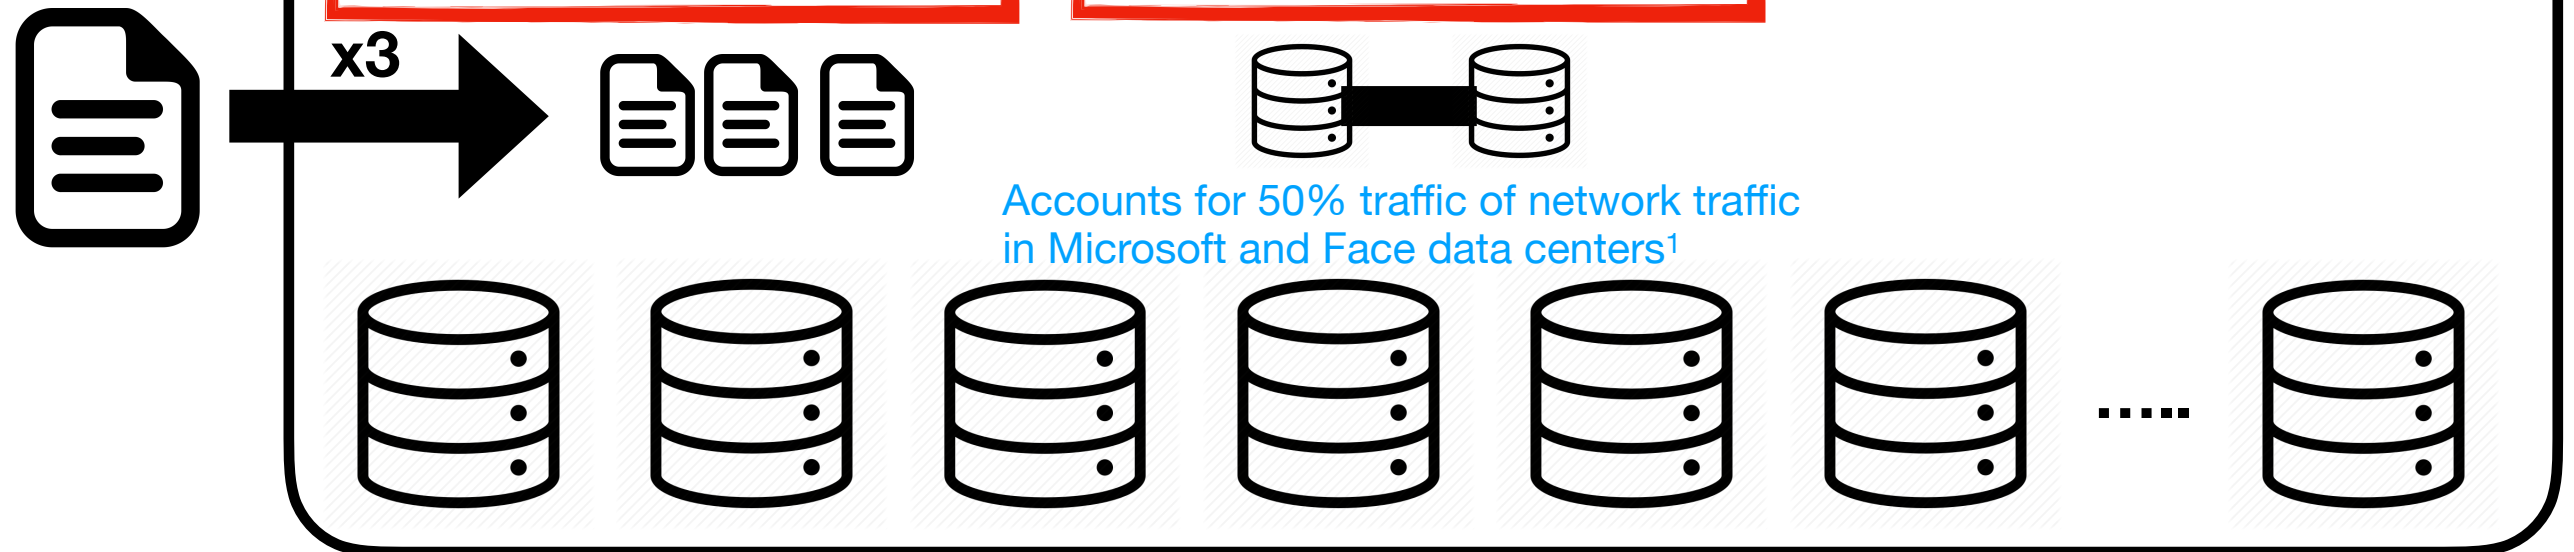 x3
Accounts for 50% traffic of network traffic
in Microsoft and Face data centers¹